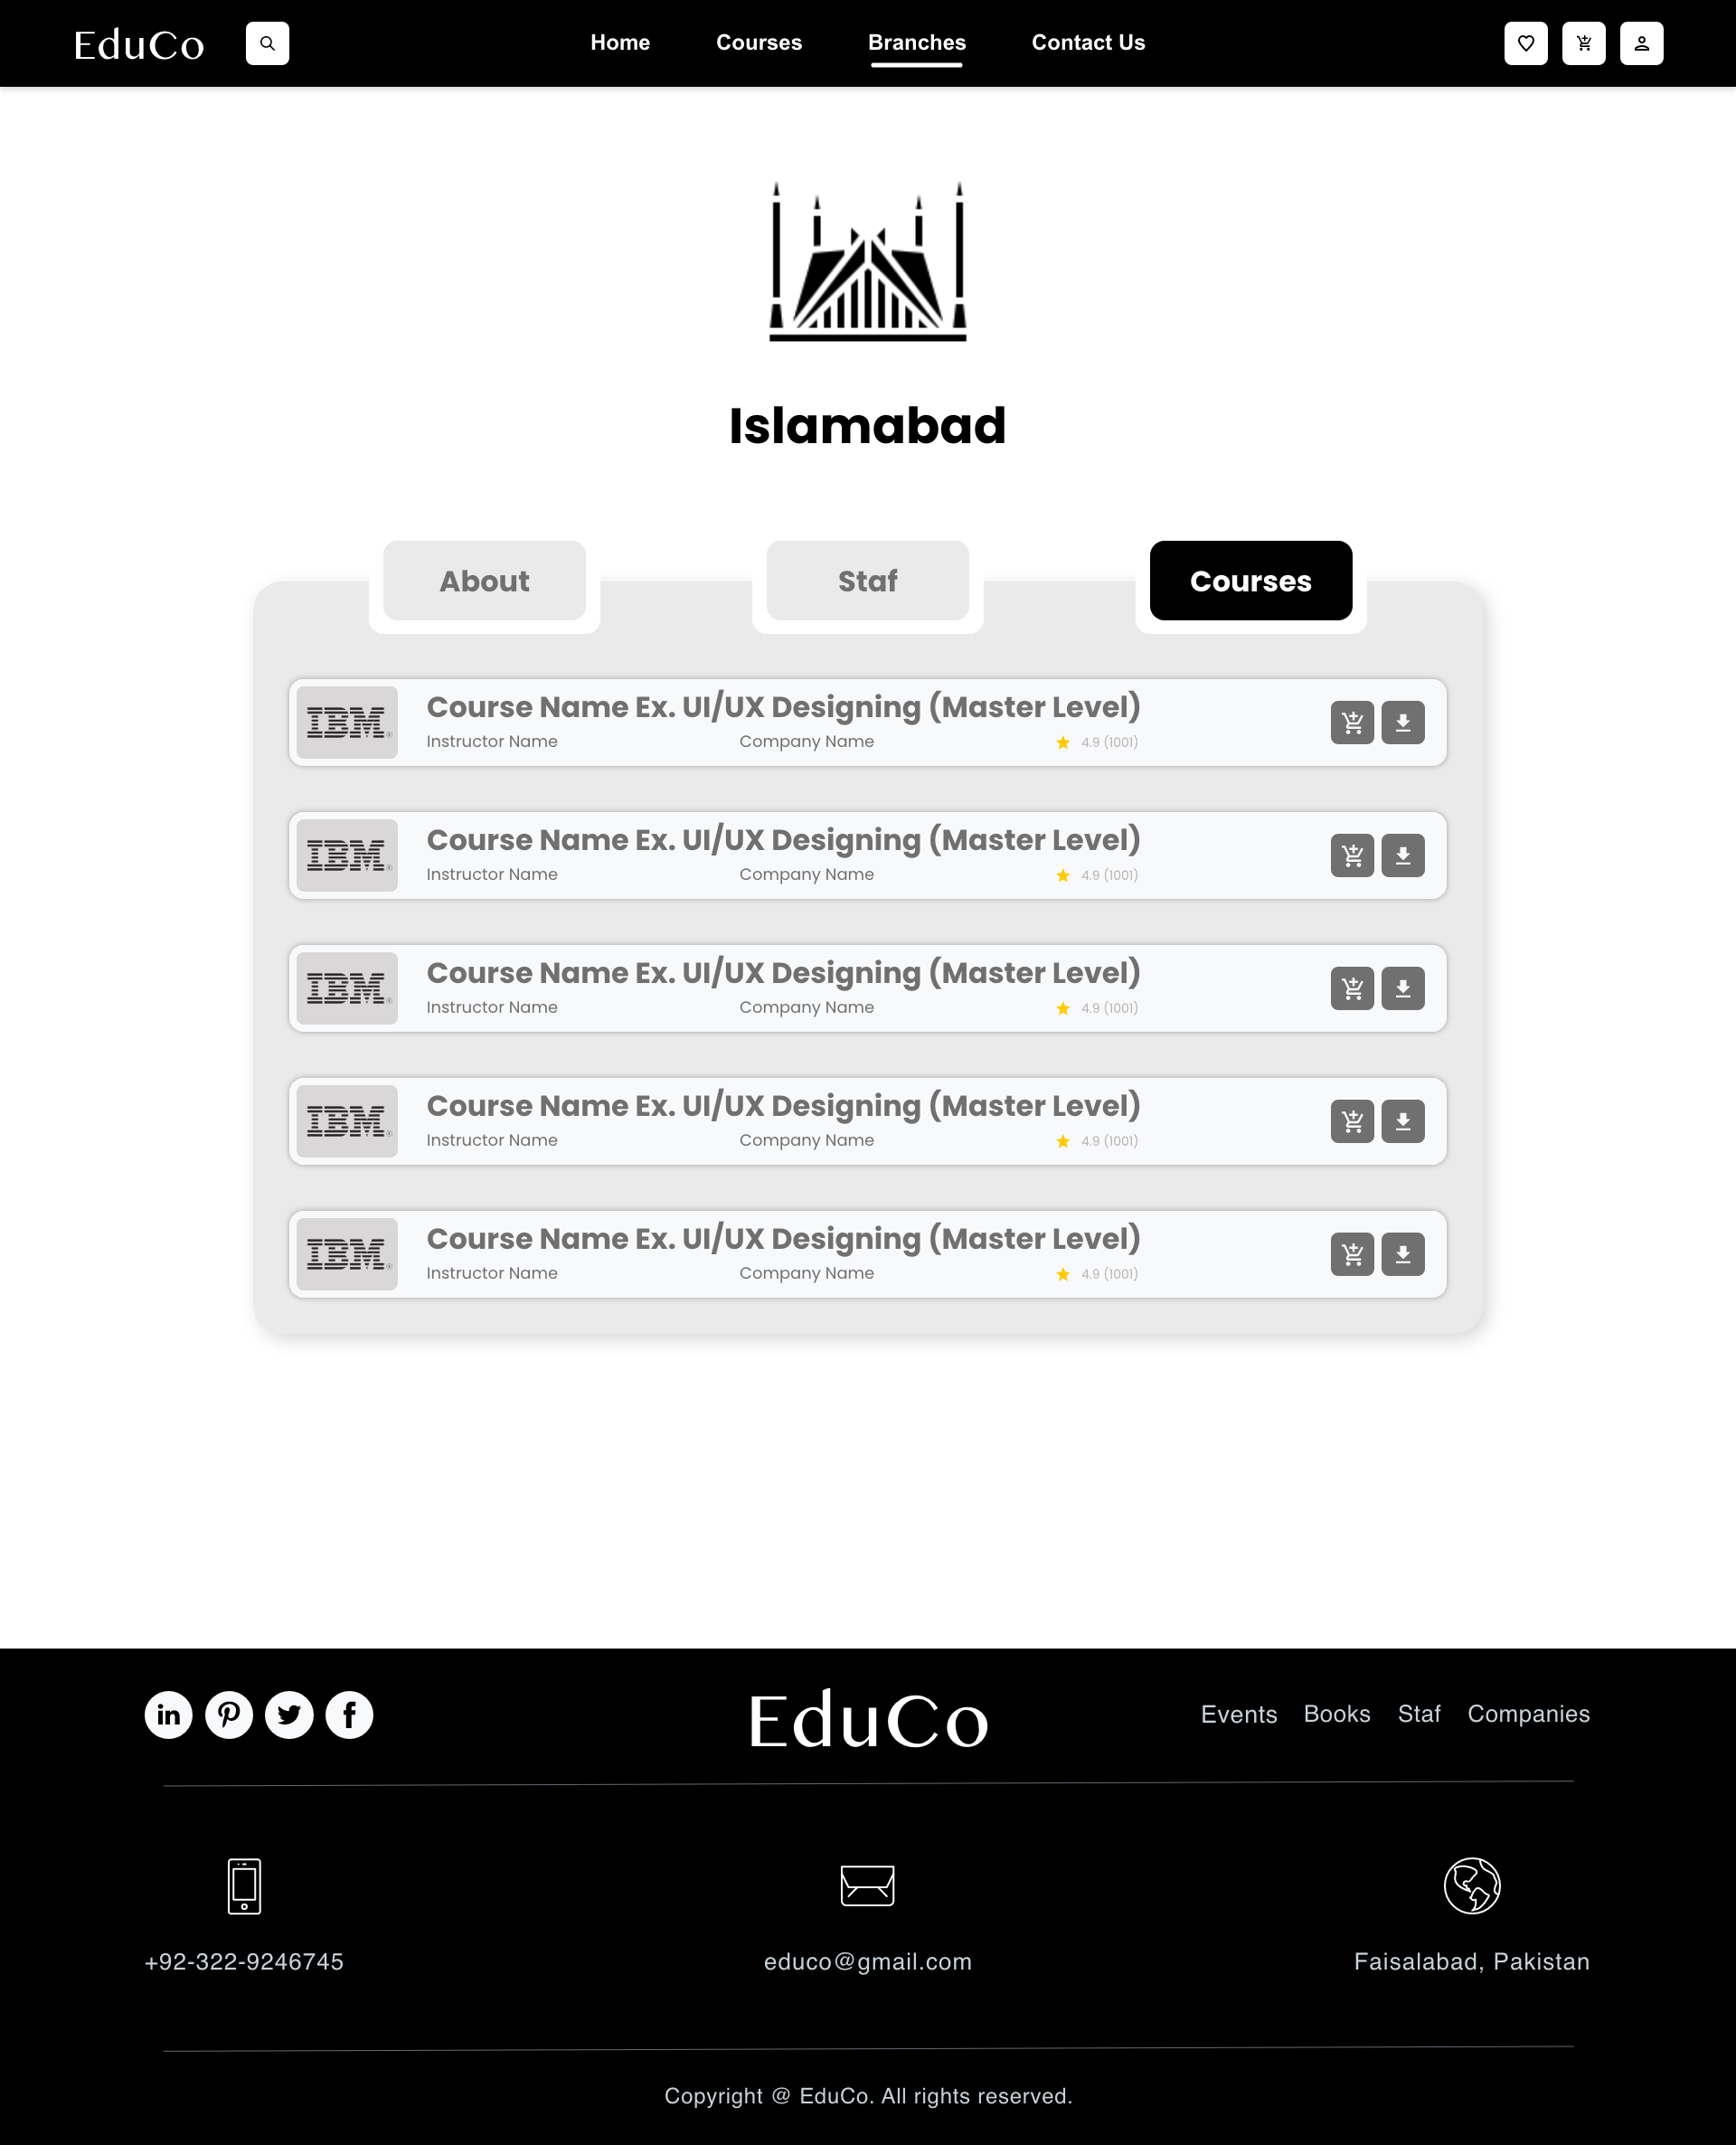 EduCo Home Courses Branches Contact Us
Islamabad
About Staf Courses
IBM Course Name Ex. UI/UX Designing (Master Level)
Instructor Name Company Name 4.9 (1001)
IBM Course Name Ex. UI/UX Designing (Master Level)
Instructor Name Company Name 4.9 (1001)
IBM Course Name Ex. UI/UX Designing (Master Level)
Instructor Name Company Name 4.9 (1001)
IBM Course Name Ex. UI/UX Designing (Master Level)
Instructor Name Company Name 4.9 (1001)
IBM Course Name Ex. UI/UX Designing (Master Level)
Instructor Name Company Name 4.9 (1001)
in f EduCo Events Books Staf Companies
+92-322-9246745 educo@gmail.com Faisalabad, Pakistan
Copyright @ EduCo. All rights reserved.